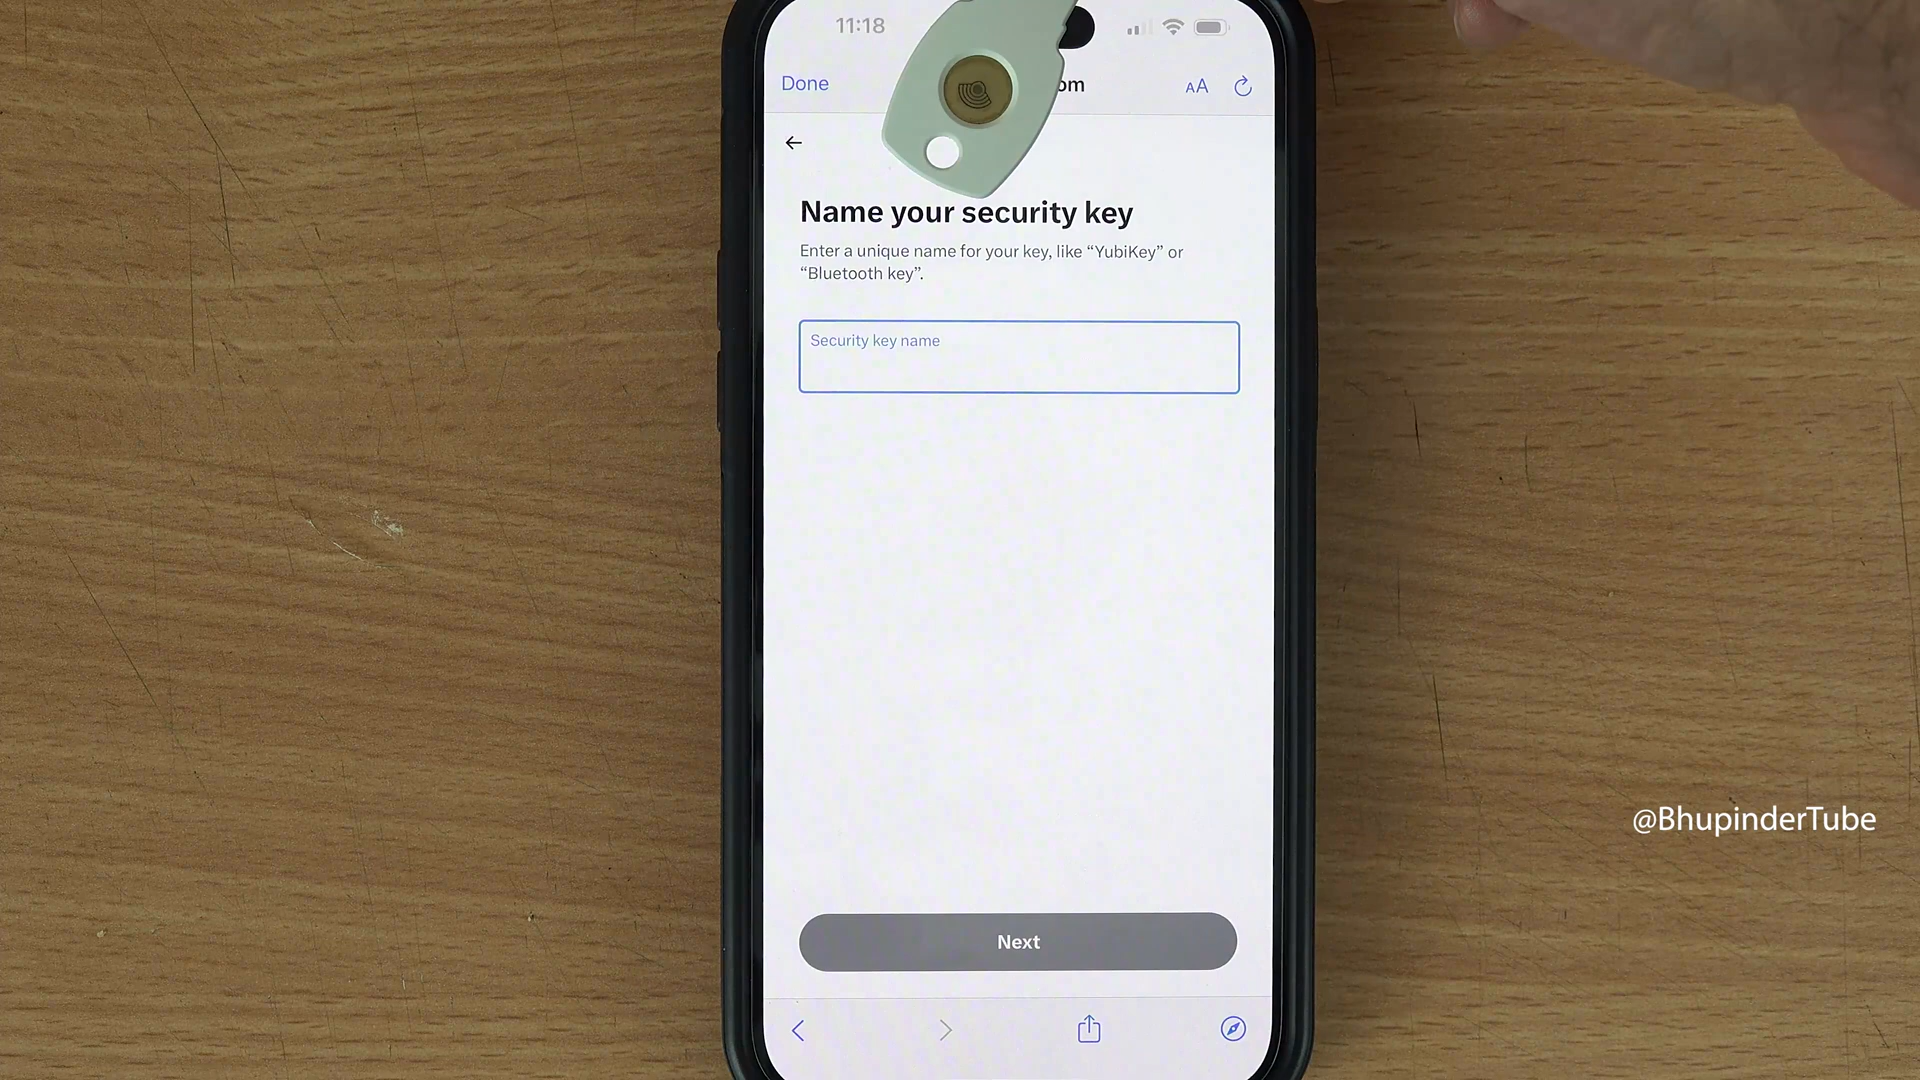 11:18
Done
om
AA
Name your security key
Enter a unique name for your key, like “YubiKey” or
“Bluetooth key”.
Security key name
@BhupinderTube
Next